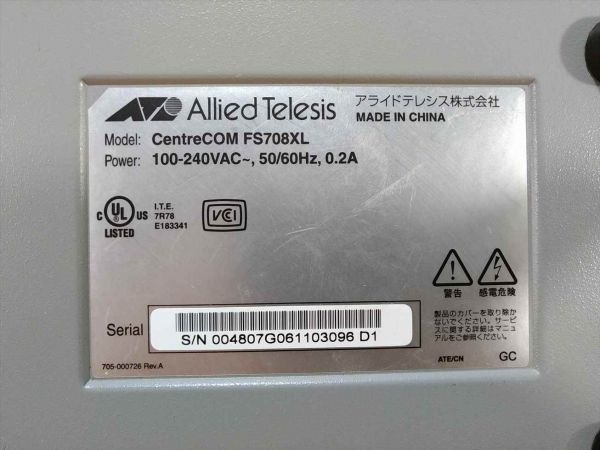 Allied Telesis アライドテレシス株式会社
MADE IN CHINA
Model: CentreCOM FS708XL
Power: 100-240VAC~, 50/60Hz, 0.2A
C UL US I.T.E.
7R78
LISTED E183341
VCI
警告 感電危険
製品のカバーを取り除か
ないでください。サービ
スに関する詳細はマニュ
アルをご参照ください。
Serial
S/N 004807G061103096 D1
705-000726 Rev.A
ATE/CN GC